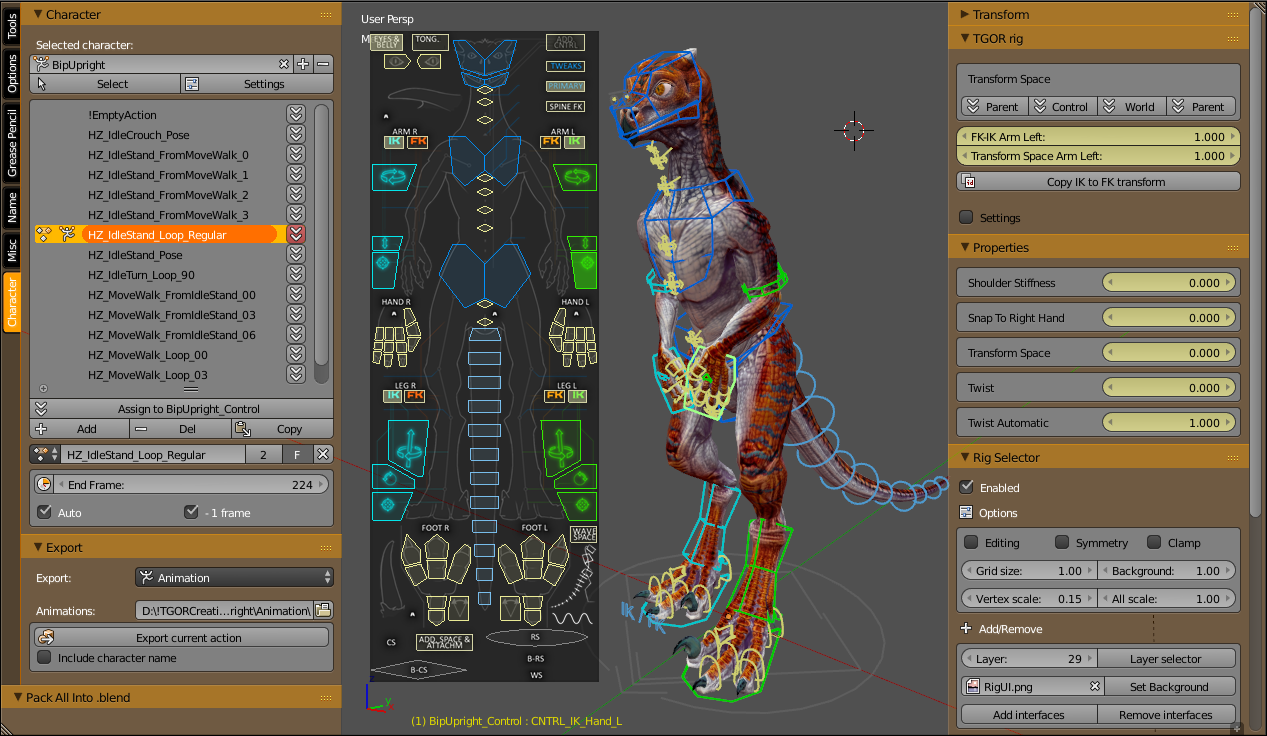 Tools
Options
Grease Pencil
Name
Misc
Character
Character
Selected character:
BipUpright
Select
Settings
!EmptyAction
HZ_IdleCrouch_Pose
HZ_IdleStand_FromMoveWalk_0
HZ_IdleStand_FromMoveWalk_1
HZ_IdleStand_FromMoveWalk_2
HZ_IdleStand_FromMoveWalk_3
HZ_IdleStand_Loop_Regular
HZ_IdleStand_Pose
HZ_IdleTurn_Loop_90
HZ_MoveWalk_FromIdleStand_00
HZ_MoveWalk_FromIdleStand_03
HZ_MoveWalk_FromIdleStand_06
HZ_MoveWalk_Loop_00
HZ_MoveWalk_Loop_03
Assign to BipUpright_Control
Add
Del
Copy
HZ_IdleStand_Loop_Regular
2
F
End Frame:
224
Auto
- 1 frame
Export
Export:
Animation
Animations:
D:\!TGORCreati...right\Animation\
Export current action
Include character name
Pack All Into .blend
User Persp
M
EYES &
BELLY
TONG.
ADD.
CNTRL
TWEAKS
PRIMARY
SPINE FK
ARM R
IK
FK
ARM L
FK
IK
HAND R
HAND L
LEG R
IK
FK
LEG L
FK
IK
FOOT R
FOOT L
WAVE
SPACE
CS
ADD. SPACE &
ATTACHM
RS
B-CS
B-RS
WS
IK
IK
y
(1) BipUpright_Control : CNTRL_IK_Hand_L
Transform
TGOR rig
Transform Space
Parent
Control
World
Parent
FK-IK Arm Left:
1.000
Transform Space Arm Left:
1.000
Copy IK to FK transform
Settings
Properties
Shoulder Stiffness
0.000
Snap To Right Hand
0.000
Transform Space
0.000
Twist
0.000
Twist Automatic
1.000
Rig Selector
Enabled
Options
Editing
Symmetry
Clamp
Grid size:
1.00
Background:
1.00
Vertex scale:
0.15
All scale:
1.00
Add/Remove
Layer:
29
Layer selector
RigUI.png
Set Background
Add interfaces
Remove interfaces